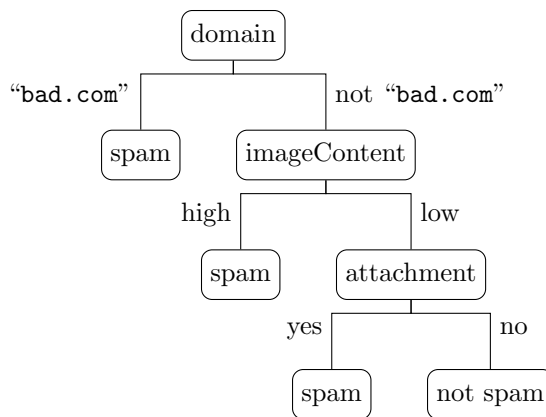 domain
“bad.com”
not “bad.com”
spam
imageContent
high
low
spam
attachment
yes
no
spam
not spam